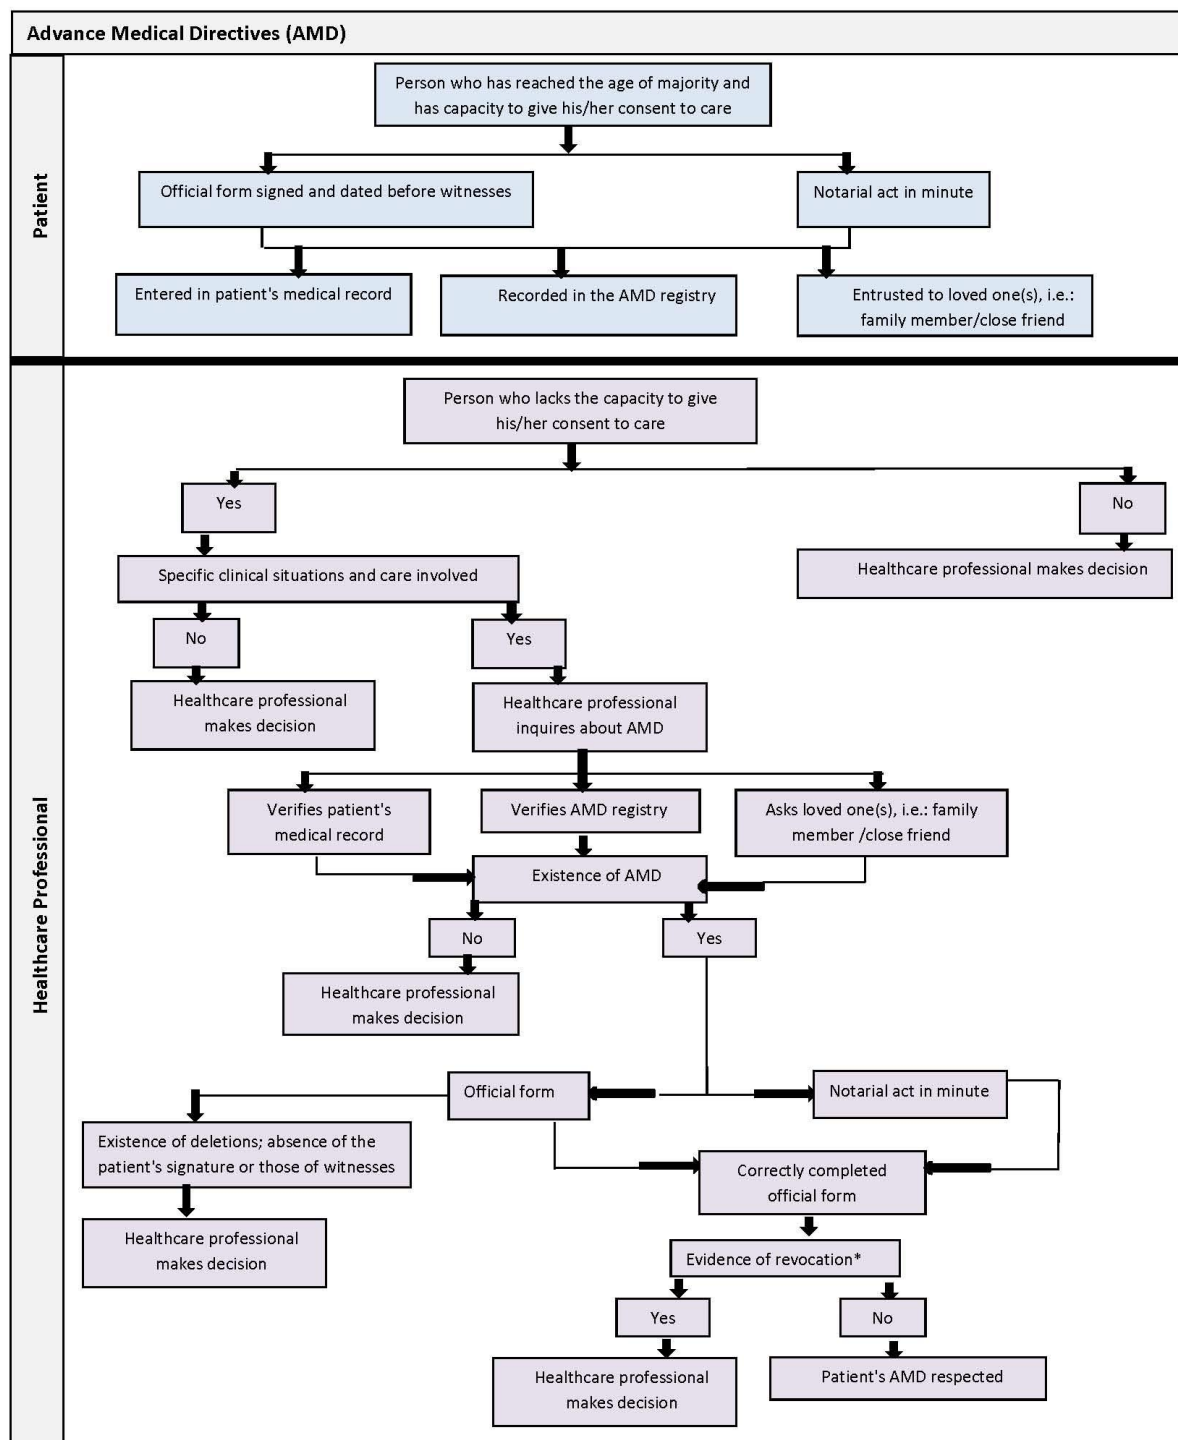 Advance Medical Directives (AMD)
Patient
Person who has reached the age of majority and
has capacity to give his/her consent to care
Official form signed and dated before witnesses
Notarial act in minute
Entered in patient's medical record
Recorded in the AMD registry
Entrusted to loved one(s), i.e.:
family member/close friend
Healthcare Professional
Person who lacks the capacity to give
his/her consent to care
Yes
No
Specific clinical situations and care involved
Healthcare professional makes decision
No
Yes
Healthcare professional
makes decision
Healthcare professional
inquires about AMD
Verifies patient's
medical record
Verifies AMD registry
Asks loved one(s), i.e.: family
member /close friend
Existence of AMD
No
Yes
Healthcare professional
makes decision
Official form
Notarial act in minute
Existence of deletions; absence of the
patient's signature or those of witnesses
Correctly completed
official form
Healthcare professional
makes decision
Evidence of revocation*
Yes
No
Healthcare professional
makes decision
Patient's AMD respected